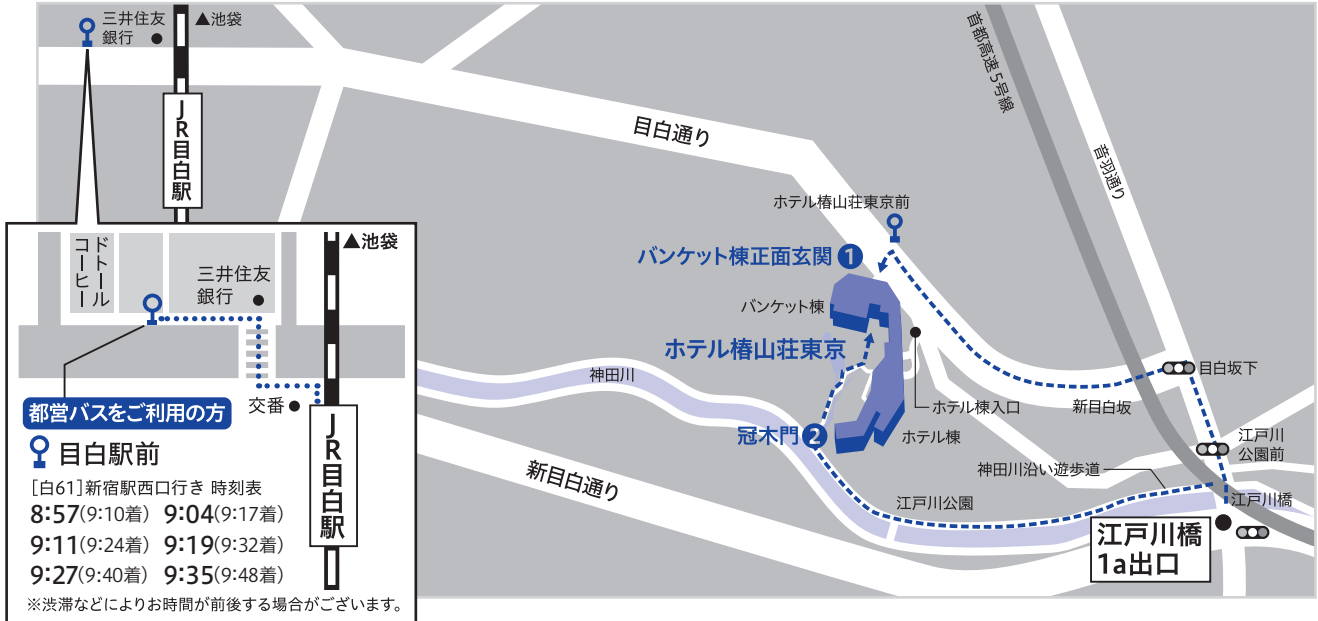 三井住友
銀行
▲池袋
JR目白駅
目白通り
首都高速5号線
音羽通り
ホテル椿山荘東京前
バンケット棟正面玄関 1
バンケット棟
ホテル椿山荘東京
神田川
冠木門 2
ホテル棟入口
ホテル棟
新目白坂
目白坂下
江戸川
公園前
神田川沿い遊歩道
江戸川橋
江戸川公園
新目白通り
江戸川橋
1a出口
ドトール
コーヒー
三井住友
銀行
▲池袋
交番
JR目白駅
都営バスをご利用の方
目白駅前
[白61]新宿駅西口行き 時刻表
8:57(9:10着) 9:04(9:17着)
9:11(9:24着) 9:19(9:32着)
9:27(9:40着) 9:35(9:48着)
※渋滞などによりお時間が前後する場合がございます。